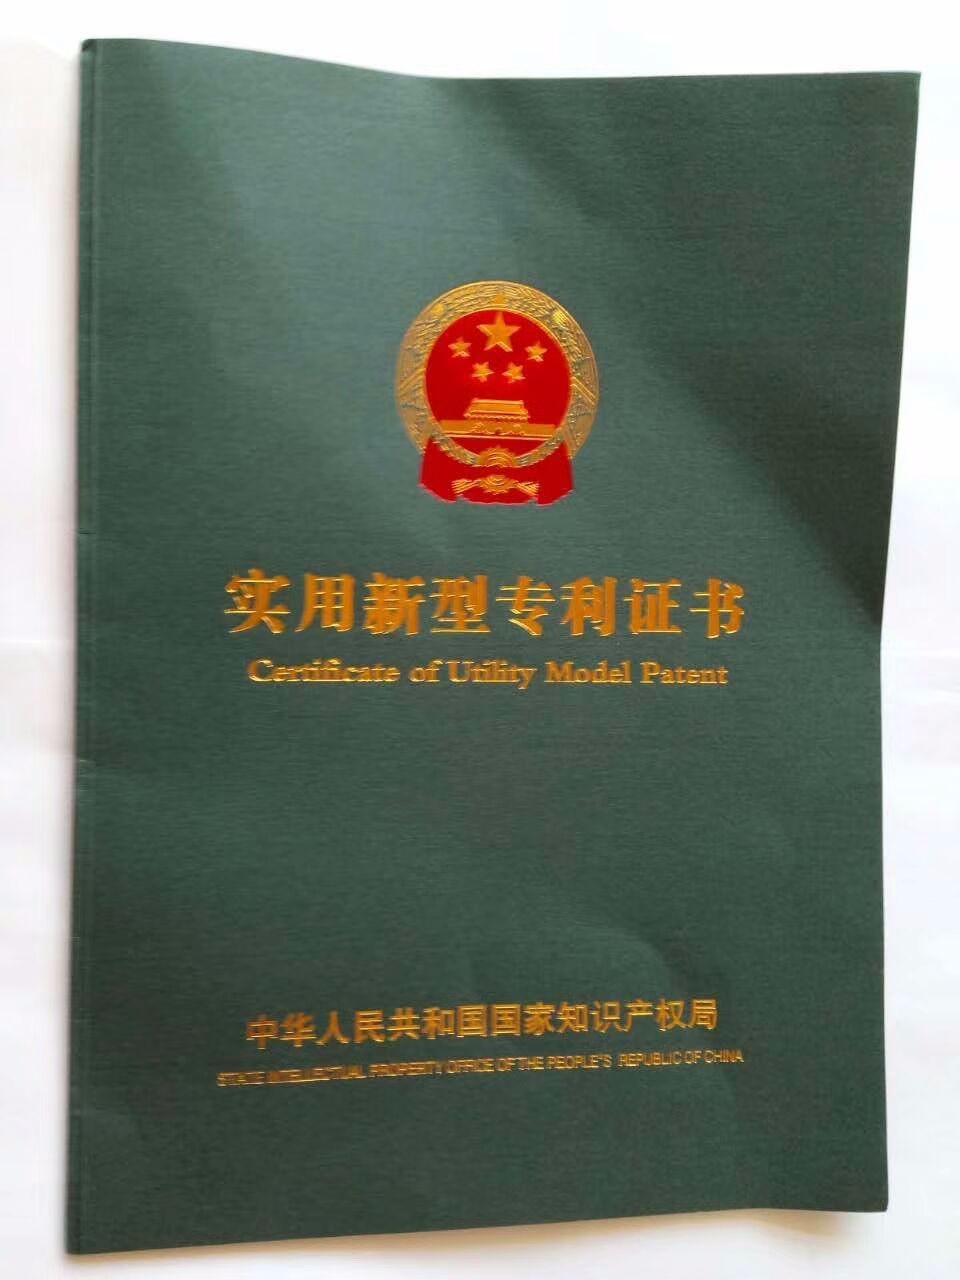 实用新型专利证书
Certificate of Utility Model Patent
中华人民共和国国家知识产权局
STATE INTELLECTUAL PROPERTY OFFICE OF THE PEOPLE'S REPUBLIC OF CHINA